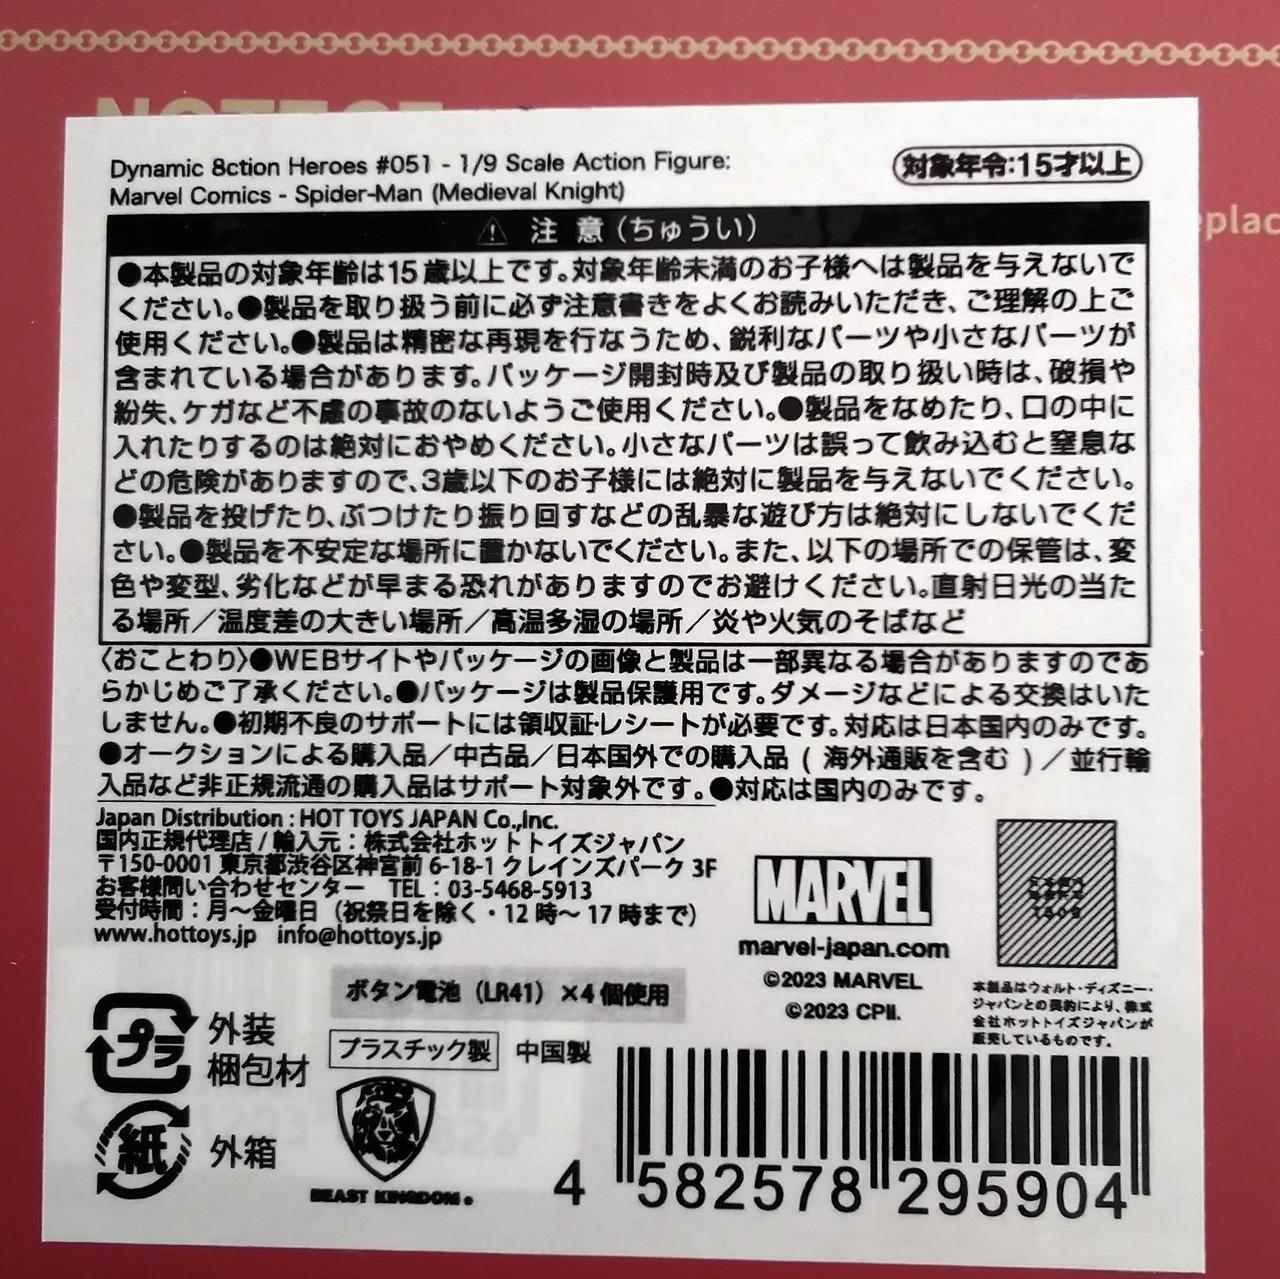 Dynamic 8ction Heroes #051 - 1/9 Scale Action Figure:
Marvel Comics - Spider-Man (Medieval Knight)
対象年令:15才以上
eplac
注 意(ちゅうい)
●本製品の対象年齢は15歳以上です。対象年齢未満のお子様へは製品を与えないで
ください。●製品を取り扱う前に必ず注意書きをよくお読みいただき、ご理解の上ご
使用ください。●製品は精密な再現を行なうため、鋭利なパーツや小さなパーツが
含まれている場合があります。パッケージ開封時及び製品の取り扱い時は、破損や
紛失、ケガなど不慮の事故のないようご使用ください。●製品をなめたり、口の中に
入れたりするのは絶対におやめください。小さなパーツは誤って飲み込むと窒息な
どの危険がありますので、3歳以下のお子様には絶対に製品を与えないでください。
●製品を投げたり、ぶつけたり振り回すなどの乱暴な遊び方は絶対にしないでくだ
さい。●製品を不安定な場所に置かないでください。また、以下の場所での保管は、変
色や変型、劣化などが早まる恐れがありますのでお避けください。直射日光の当た
る場所／温度差の大きい場所／高温多湿の場所／炎や火気のそばなど
〈おことわり〉●WEBサイトやパッケージの画像と製品は一部異なる場合がありますのであ
らかじめご了承ください。●パッケージは製品保護用です。ダメージなどによる交換はいた
しません。●初期不良のサポートには領収証・レシートが必要です。対応は日本国内のみです。
●オークションによる購入品／中古品／日本国外での購入品 ( 海外通販を含む )／並行輸
入品など非正規流通の購入品はサポート対象外です。●対応は国内のみです。
Japan Distribution : HOT TOYS JAPAN Co.,Inc.
国内正規代理店 / 輸入元：株式会社ホットトイズジャパン
〒150-0001 東京都渋谷区神宮前 6-18-1 クレインズパーク 3F
お客様問い合わせセンター　TEL：03-5468-5913
受付時間：月〜金曜日（祝祭日を除く・12 時〜 17 時まで）
www.hottoys.jp　info@hottoys.jp
MARVEL
marvel-japan.com
©2023 MARVEL
©2023 CPII.
本製品はウォルト・ディズニー・
ジャパンとの契約により、株式
会社ホットトイズジャパンが
販売しているものです。
ボタン電池（LR41）×4 個使用
プラスチック製 中国製
プラ 外装
梱包材
紙 外箱
BEAST KINGDOM
4 582578 295904